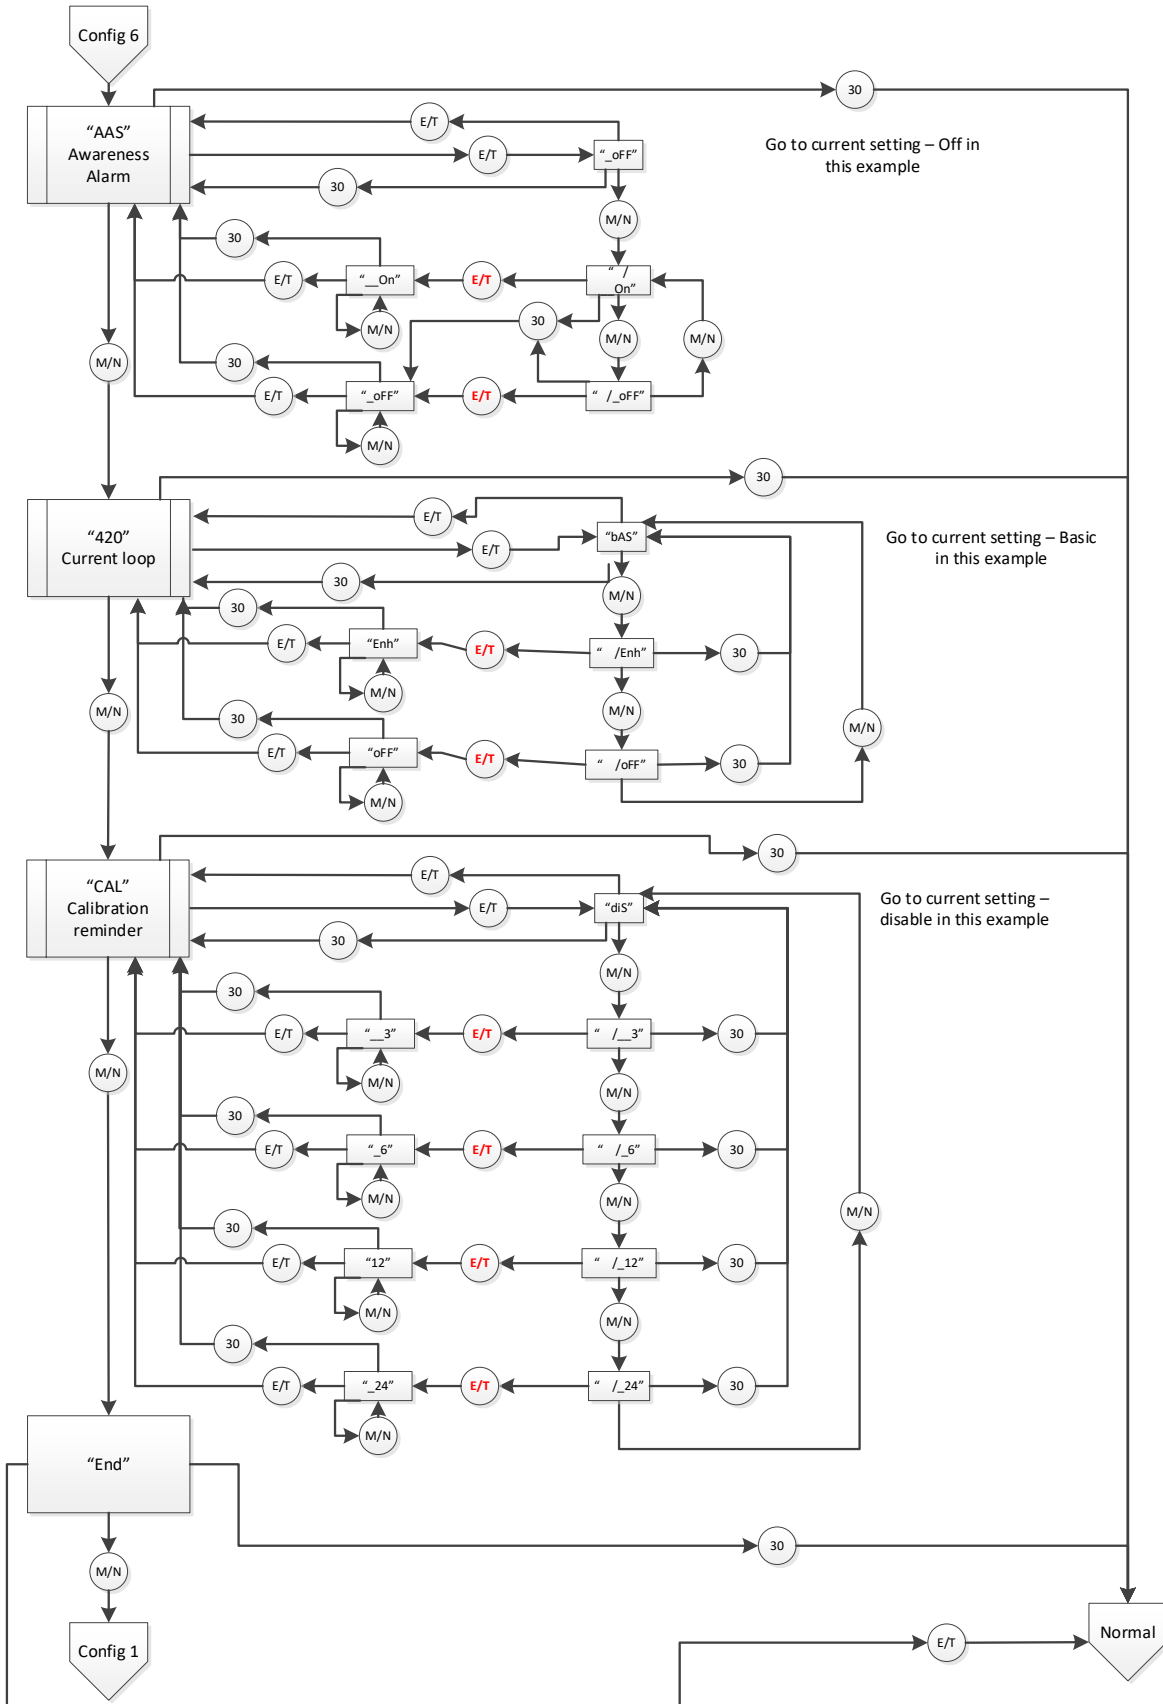 Config 6
30
“AAS”
Awareness
Alarm
E/T
E/T
“_oFF”
Go to current setting – Off in
this example
30
M/N
30
E/T
“__On”
E/T
“ /
__On”
M/N
30
M/N
M/N
M/N
30
E/T
“_oFF”
E/T
“ /_oFF”
M/N
30
“420”
Current loop
E/T
E/T
“bAS”
Go to current setting – Basic
in this example
30
M/N
30
E/T
“Enh”
E/T
“ /Enh”
30
M/N
M/N
M/N
M/N
30
E/T
“oFF”
E/T
“ /oFF”
30
M/N
30
“CAL”
Calibration
reminder
E/T
E/T
“diS”
Go to current setting –
disable in this example
30
M/N
30
E/T
“__3”
E/T
“ /__3”
30
M/N
M/N
M/N
30
E/T
“_6”
E/T
“ /_6”
30
M/N
M/N
M/N
30
E/T
“12”
E/T
“ /_12”
30
M/N
M/N
30
E/T
“_24”
E/T
“ /_24”
30
M/N
“End”
30
M/N
Config 1
E/T
Normal